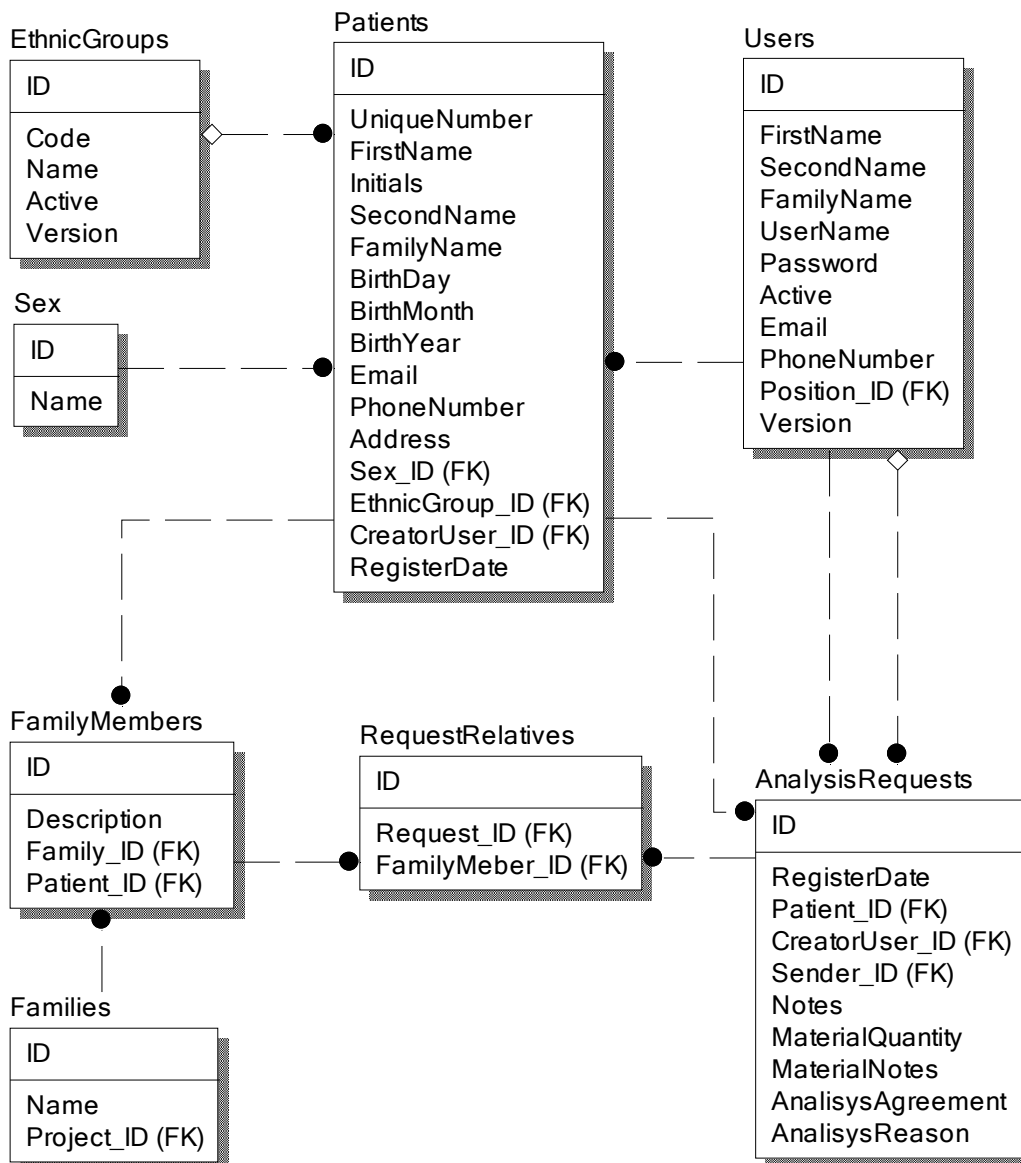 EthnicGroups
ID
Code
Name
Active
Version
Sex
ID
Name
Patients
ID
UniqueNumber
FirstName
Initials
SecondName
FamilyName
BirthDay
BirthMonth
BirthYear
Email
PhoneNumber
Address
Sex_ID (FK)
EthnicGroup_ID (FK)
CreatorUser_ID (FK)
RegisterDate
Users
ID
FirstName
SecondName
FamilyName
UserName
Password
Active
Email
PhoneNumber
Position_ID (FK)
Version
FamilyMembers
ID
Description
Family_ID (FK)
Patient_ID (FK)
RequestRelatives
ID
Request_ID (FK)
FamilyMeber_ID (FK)
AnalysisRequests
ID
RegisterDate
Patient_ID (FK)
CreatorUser_ID (FK)
Sender_ID (FK)
Notes
MaterialQuantity
MaterialNotes
AnalisysAgreement
AnalisysReason
Families
ID
Name
Project_ID (FK)